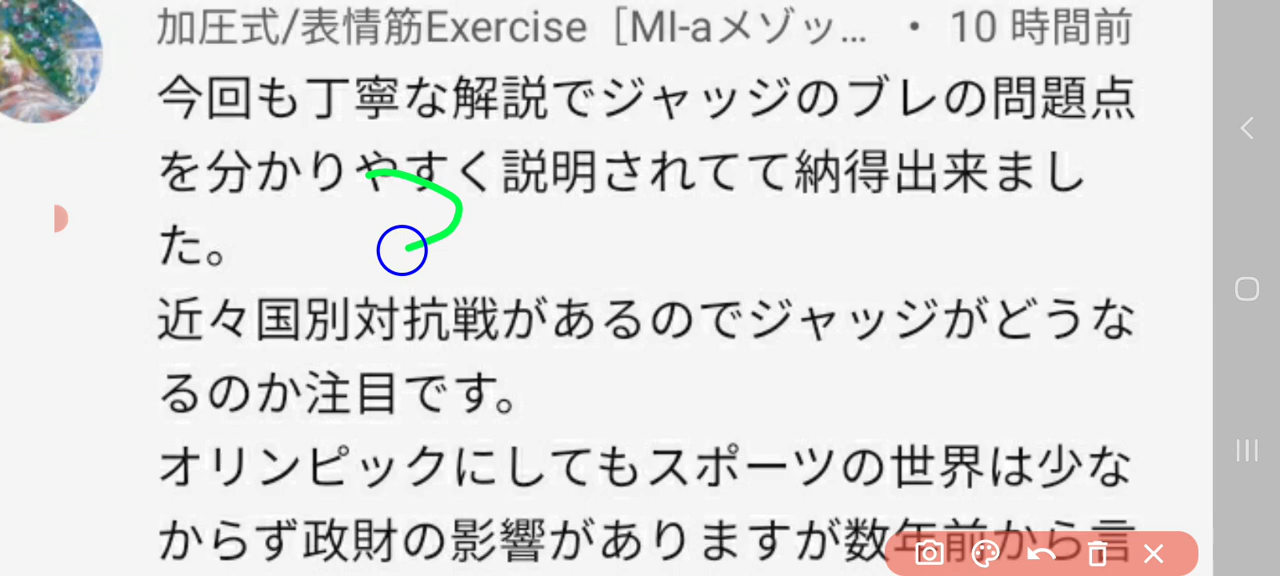 加圧式/表情筋Exercise［MI-aメゾッ… ・ 10 時間前
今回も丁寧な解説でジャッジのブレの問題点
を分かりやすく説明されてて納得出来まし
た。
近々国別対抗戦があるのでジャッジがどうな
るのか注目です。
オリンピックにしてもスポーツの世界は少な
からず政財の影響がありますが数年前から言